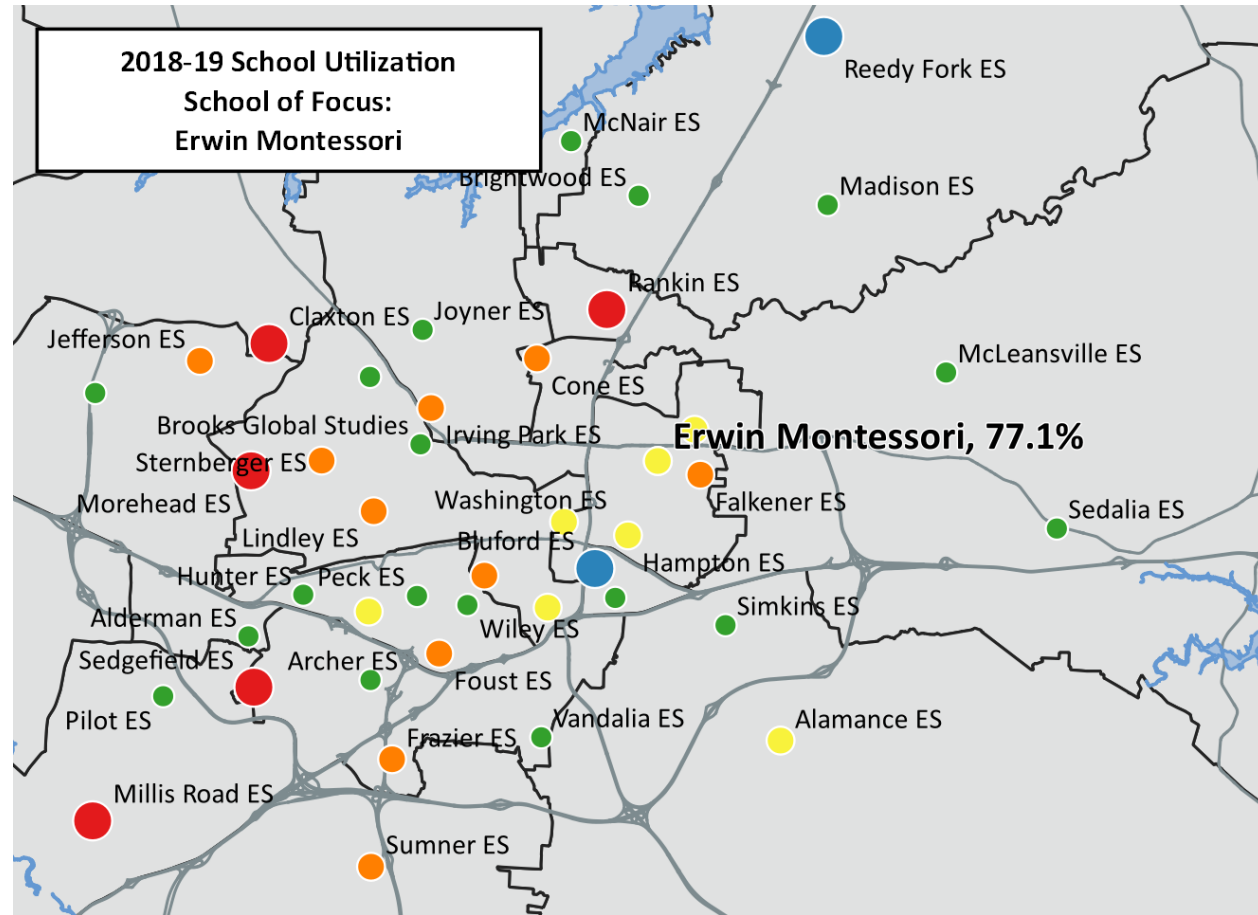 2018-19 School Utilization
School of Focus:
Erwin Montessori
Reedy Fork ES
McNair ES
Brightwood ES
Madison ES
Rankin ES
Claxton ES
Joyner ES
Jefferson ES
McLeansville ES
Cone ES
Brooks Global Studies
Irving Park ES
Erwin Montessori, 77.1%
Sternberger ES
Morehead ES
Washington ES
Falkener ES
Sedalia ES
Lindley ES
Bluford ES
Hampton ES
Hunter ES
Peck ES
Simkins ES
Alderman ES
Wiley ES
Sedgefield ES
Archer ES
Foust ES
Pilot ES
Vandalia ES
Alamance ES
Frazier ES
Millis Road ES
Sumner ES